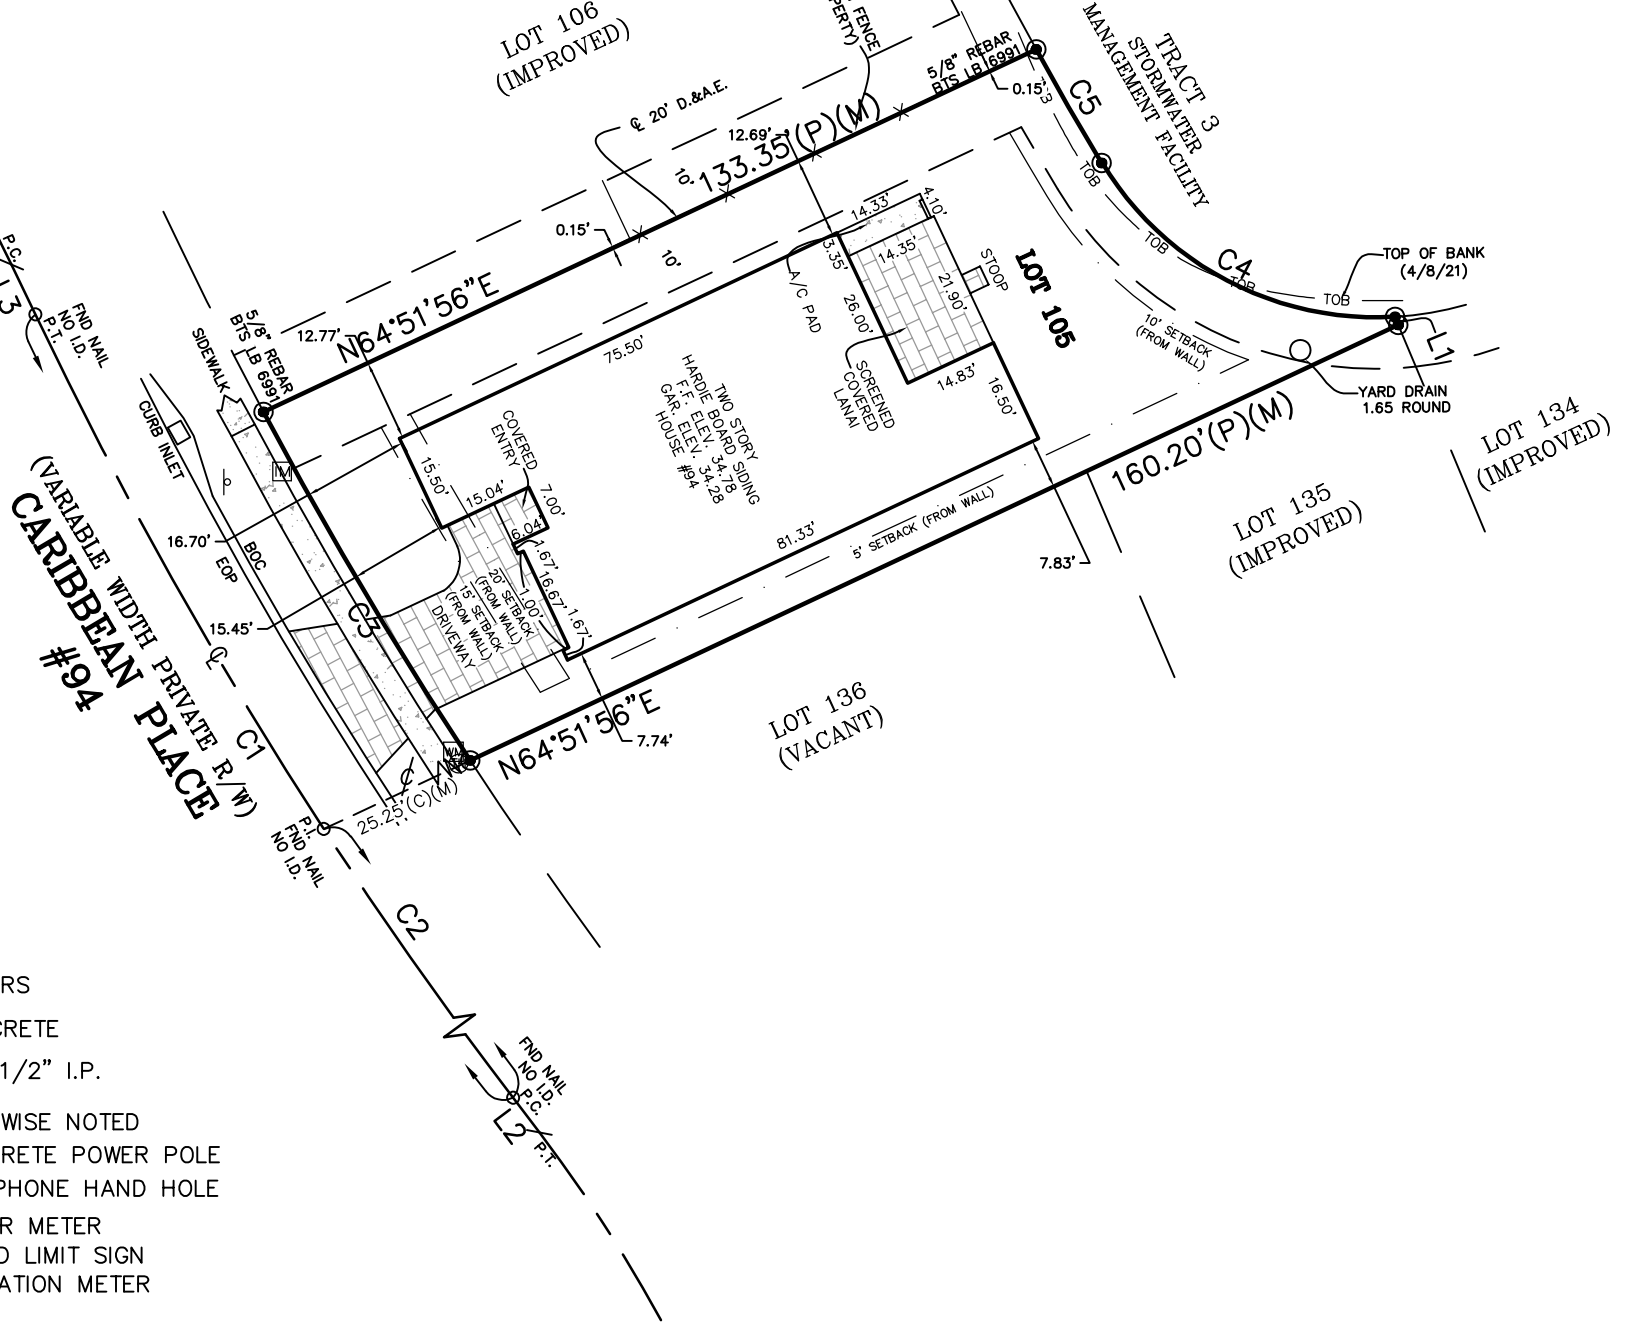 LOT 106
(IMPROVED)
FENCE
PERTY)
5/8" REBAR
BTS LB 6991
0.15'
TOB
C5
TRACT 3
STORMWATER
MANAGEMENT FACILITY
℄ 20' D.&A.E.
12.69'
133.35'(P)(M)
10'
0.15'
10'
N64°51'56"E
12.77'
5/8" REBAR
BTS LB 6991
P.C.
L3
FND NAIL
NO I.D.
P.T.
SIDEWALK
CURB INLET
IM
16.70'
BOC
EOP
15.45'
℄
C3
(VARIABLE WIDTH PRIVATE R/W)
CARIBBEAN PLACE
#94
C1
75.50'
14.33'
4.10'
3.35'
14.35'
A/C PAD
26.00'
21.90'
STOOP
SCREENED
COVERED
LANAI
14.83'
16.50'
LOT 105
TOB
TOB
C4
TOB
TOB
TOP OF BANK
(4/8/21)
10' SETBACK
(FROM WALL)
L1
YARD DRAIN
1.65 ROUND
160.20'(P)(M)
LOT 134
(IMPROVED)
LOT 135
(IMPROVED)
TWO STORY
HARDIE BOARD SIDING
F.F. ELEV. 34.78
GAR. ELEV. 34.28
HOUSE #94
COVERED
ENTRY
15.50'
15.04'
7.00'
6.04'
1.67'
16.67'
1.00'
1.67'
20' SETBACK
(FROM WALL)
15' SETBACK
(FROM WALL)
DRIVEWAY
81.33'
5' SETBACK (FROM WALL)
7.83'
7.74'
N64°51'56"E
LOT 136
(VACANT)
WM
25.25'(C)(M)
P.I.
FND NAIL
NO I.D.
C2
FND NAIL
NO I.D.
P.C.
L2
P.T.
RS
CRETE
1/2" I.P.
WISE NOTED
RETE POWER POLE
PHONE HAND HOLE
R METER
D LIMIT SIGN
ATION METER